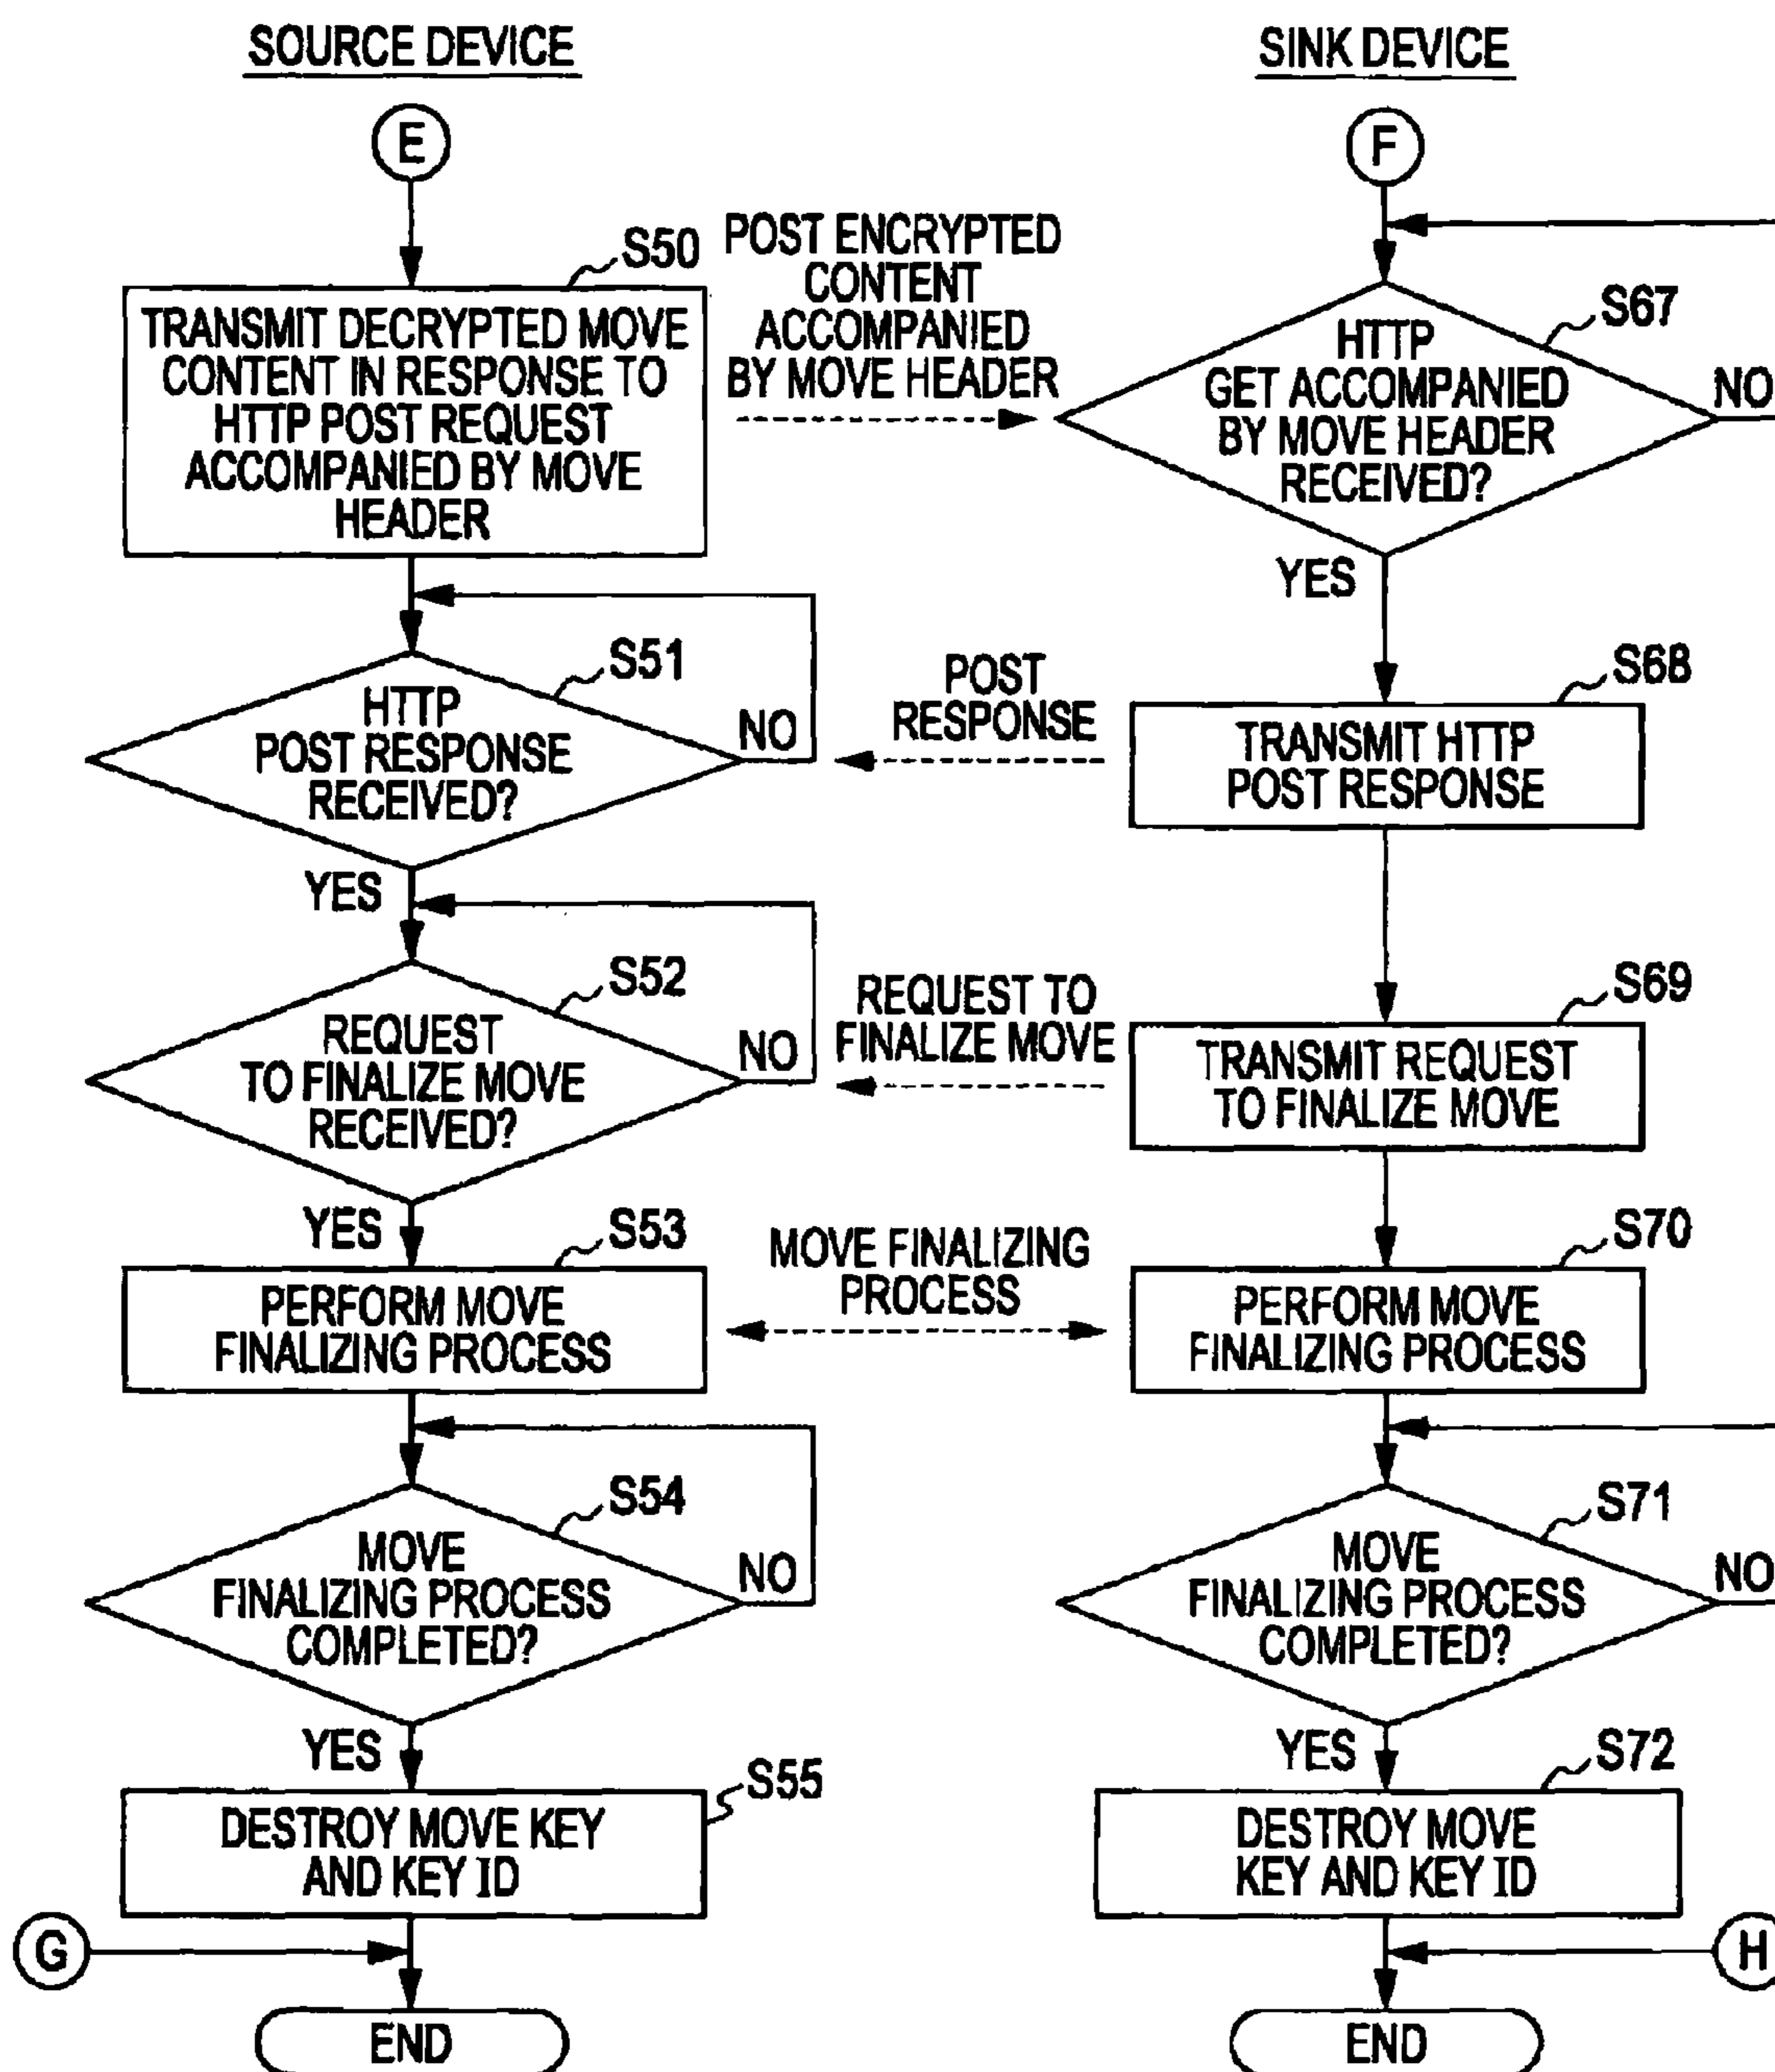 SOURCE DEVICE
SINK DEVICE
E
F
S50
POST ENCRYPTED
CONTENT
ACCOMPANIED
BY MOVE HEADER
TRANSMIT DECRYPTED MOVE
CONTENT IN RESPONSE TO
HTTP POST REQUEST
ACCOMPANIED BY MOVE
HEADER
S67
HTTP
GET ACCOMPANIED
BY MOVE HEADER
RECEIVED?
NO
YES
S51
HTTP
POST RESPONSE
RECEIVED?
NO
YES
POST
RESPONSE
S68
TRANSMIT HTTP
POST RESPONSE
S52
REQUEST
TO FINALIZE MOVE
RECEIVED?
NO
YES
REQUEST TO
FINALIZE MOVE
S69
TRANSMIT REQUEST
TO FINALIZE MOVE
S53
PERFORM MOVE
FINALIZING PROCESS
MOVE FINALIZING
PROCESS
S70
PERFORM MOVE
FINALIZING PROCESS
S54
MOVE
FINALIZING PROCESS
COMPLETED?
NO
YES
S71
MOVE
FINALIZING PROCESS
COMPLETED?
NO
YES
S55
DESTROY MOVE KEY
AND KEY ID
S72
DESTROY MOVE
KEY AND KEY ID
G
H
END
END